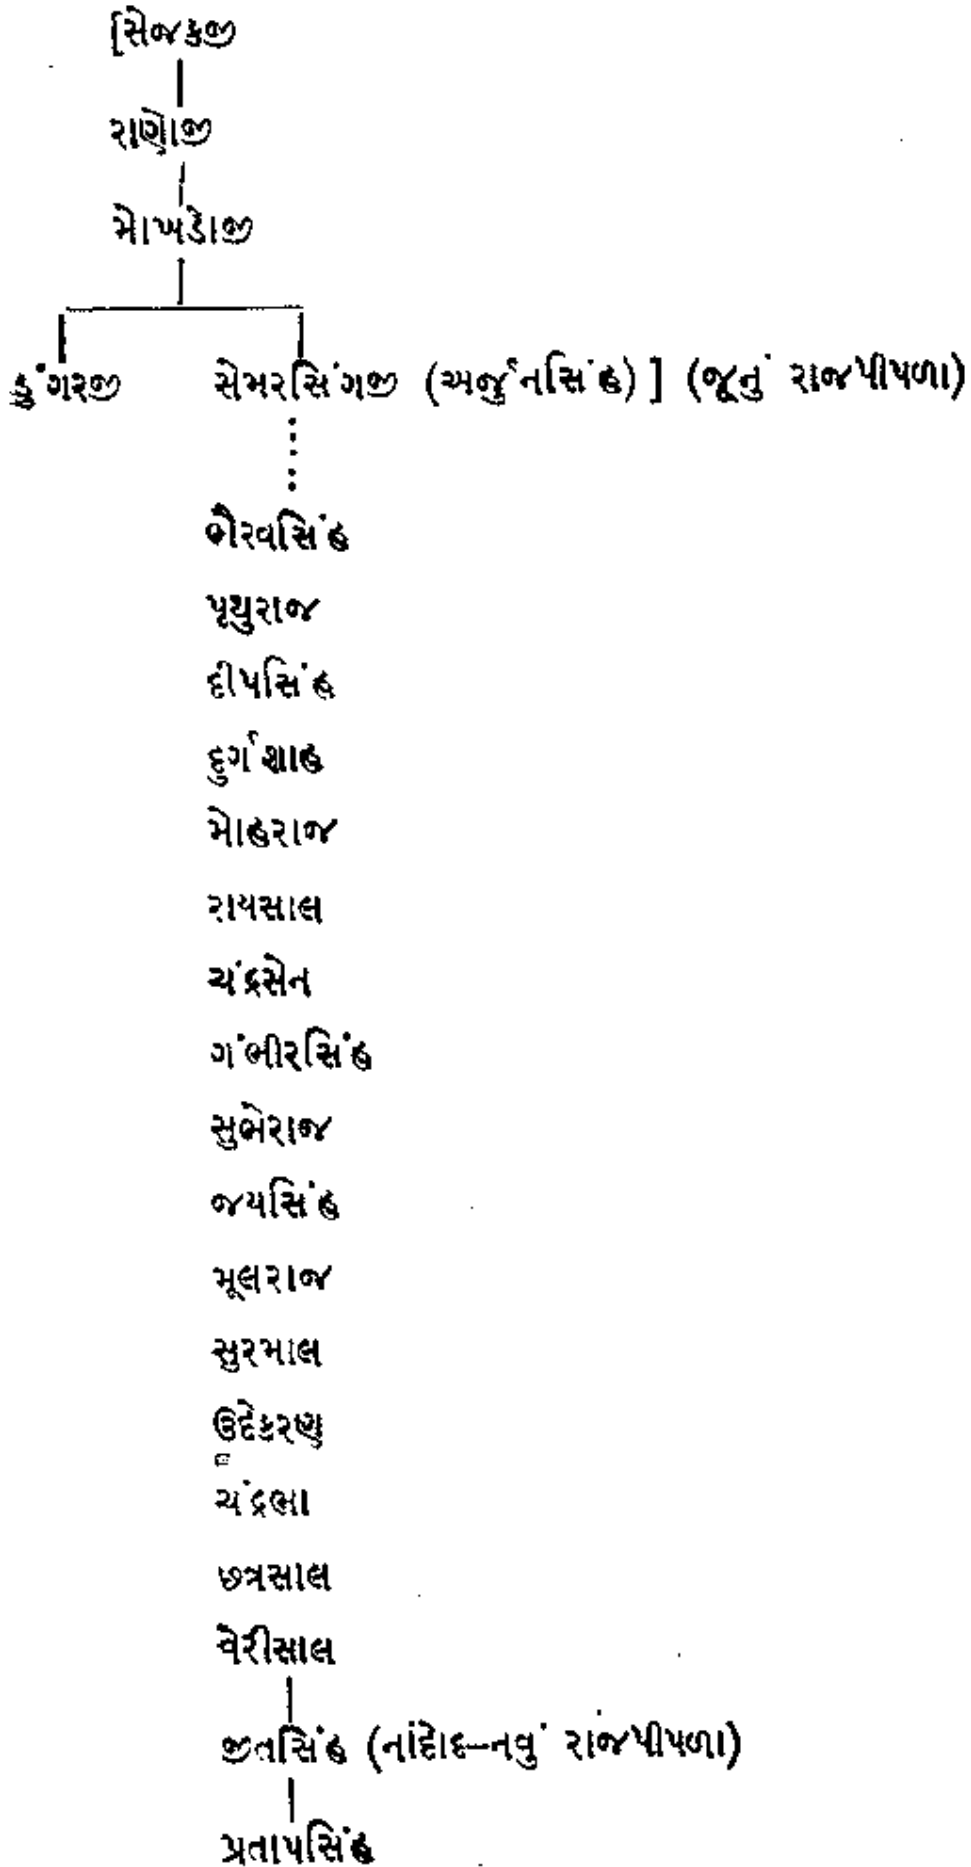 [સેજકજી
રાણોજી
મોખડોજી
ડુંગરજી સેમરસિંગજી (અર્જુનસિંહ) ] (જૂનું રાજપીપળા)
ભૈરવસિંહ
પૃથુરાજ
દીપસિંહ
દુર્ગશાહ
મોહરાજ
રાયસાલ
ચંદ્રસેન
ગંભીરસિંહ
સુભેરાજ
જયસિંહ
મૂલરાજ
સુરમાલ
ઉદેકરણ
ચંદ્રભા
છત્રસાલ
વેરીસાલ
જીતસિંહ (નાંદોદ–નવું રાજપીપળા)
પ્રતાપસિંહ